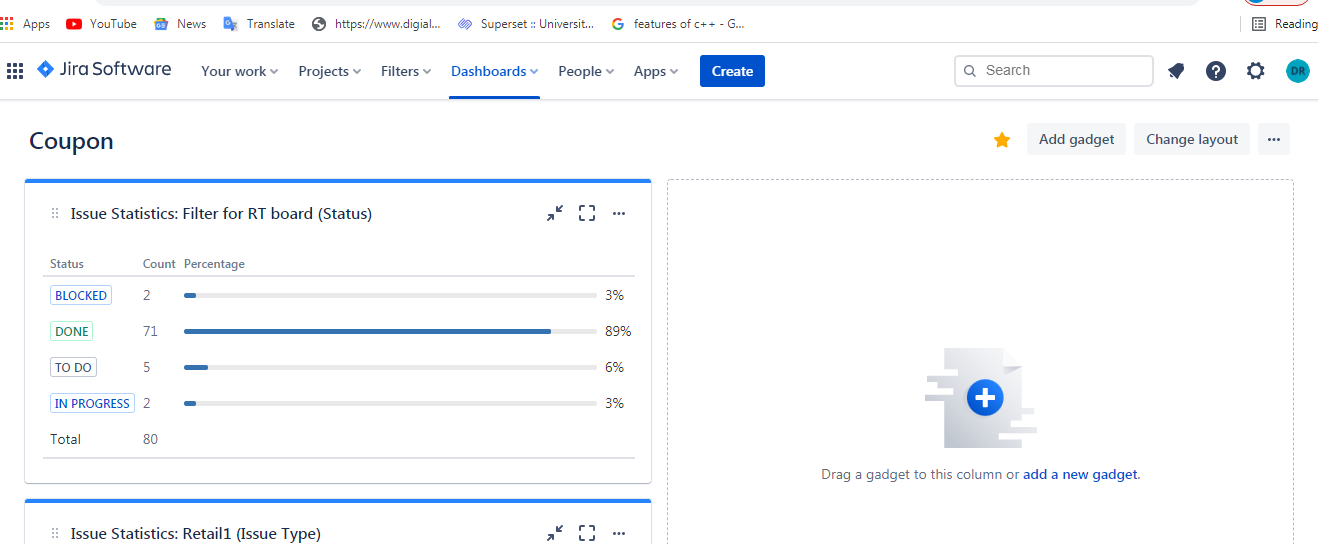 YouTube News Translate https://www.digial... Superset :: Universit... features of c++ - G... Reading
Jira Software Your work Projects Filters Dashboards People Apps Create Search DR
Coupon Add gadget Change layout
Issue Statistics: Filter for RT board (Status)
Status Count Percentage
BLOCKED 2 3%
DONE 71 89%
TO DO 5 6%
IN PROGRESS 2 3%
Total 80
Drag a gadget to this column or add a new gadget.
Issue Statistics: Retail1 (Issue Type)